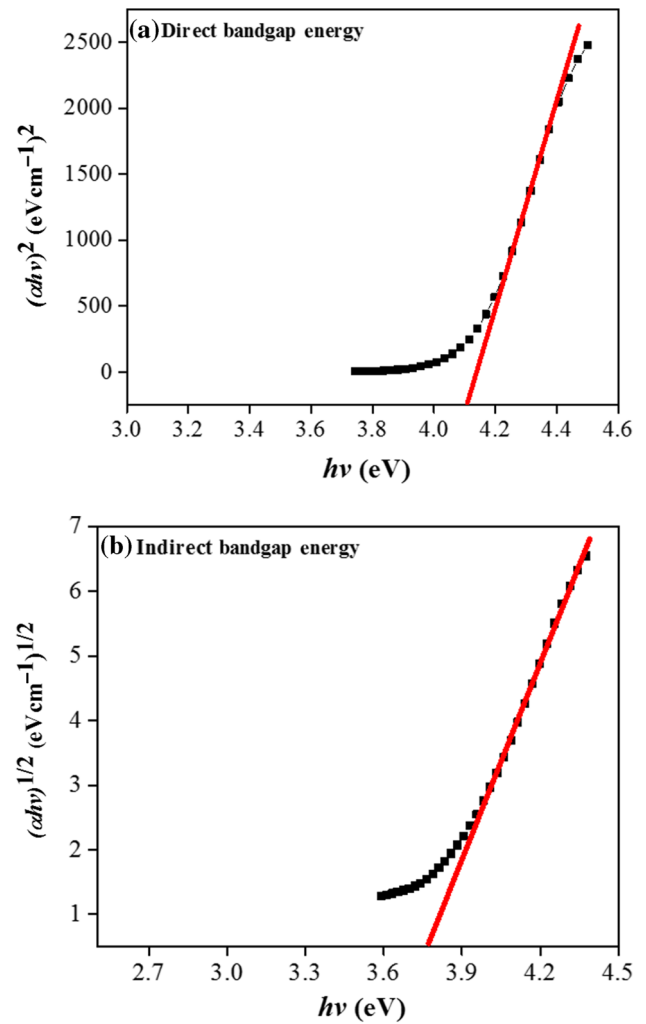 (a) Direct bandgap energy
2500
2000
1500
1000
500
0
(αhν)² (eVcm⁻¹)²
3.0 3.2 3.4 3.6 3.8 4.0 4.2 4.4 4.6
hν (eV)
(b) Indirect bandgap energy
7
6
5
4
3
2
1
(αhν)^1/2 (eVcm⁻¹)^1/2
2.7 3.0 3.3 3.6 3.9 4.2 4.5
hν (eV)